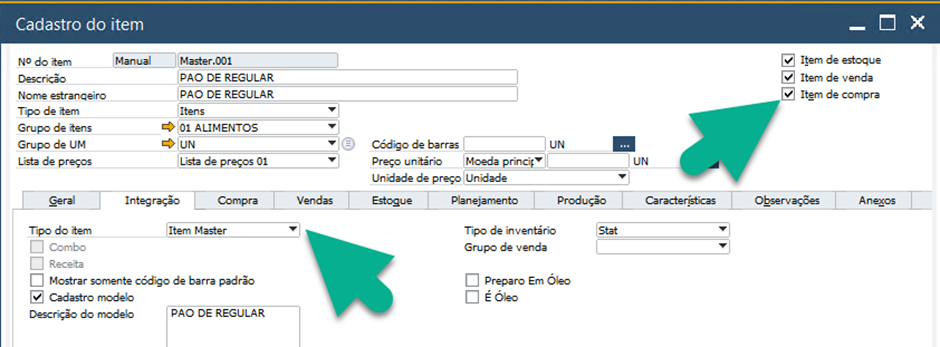 Cadastro do item
Nº do item Manual Master.001
Descrição PAO DE REGULAR
Nome estrangeiro PAO DE REGULAR
Tipo de item Itens
Grupo de itens 01 ALIMENTOS
Grupo de UM UN Código de barras UN ...
Lista de preços Lista de preços 01 Preço unitário Moeda princip UN
Unidade de preço Unidade
Item de estoque
Item de venda
Item de compra
Geral Integração Compra Vendas Estoque Planejamento Produção Características Observações Anexos
Tipo do item Item Master Tipo de inventário Stat
Combo Grupo de venda
Receita
Mostrar somente código de barra padrão Preparo Em Óleo
Cadastro modelo É Óleo
Descrição do modelo PAO DE REGULAR